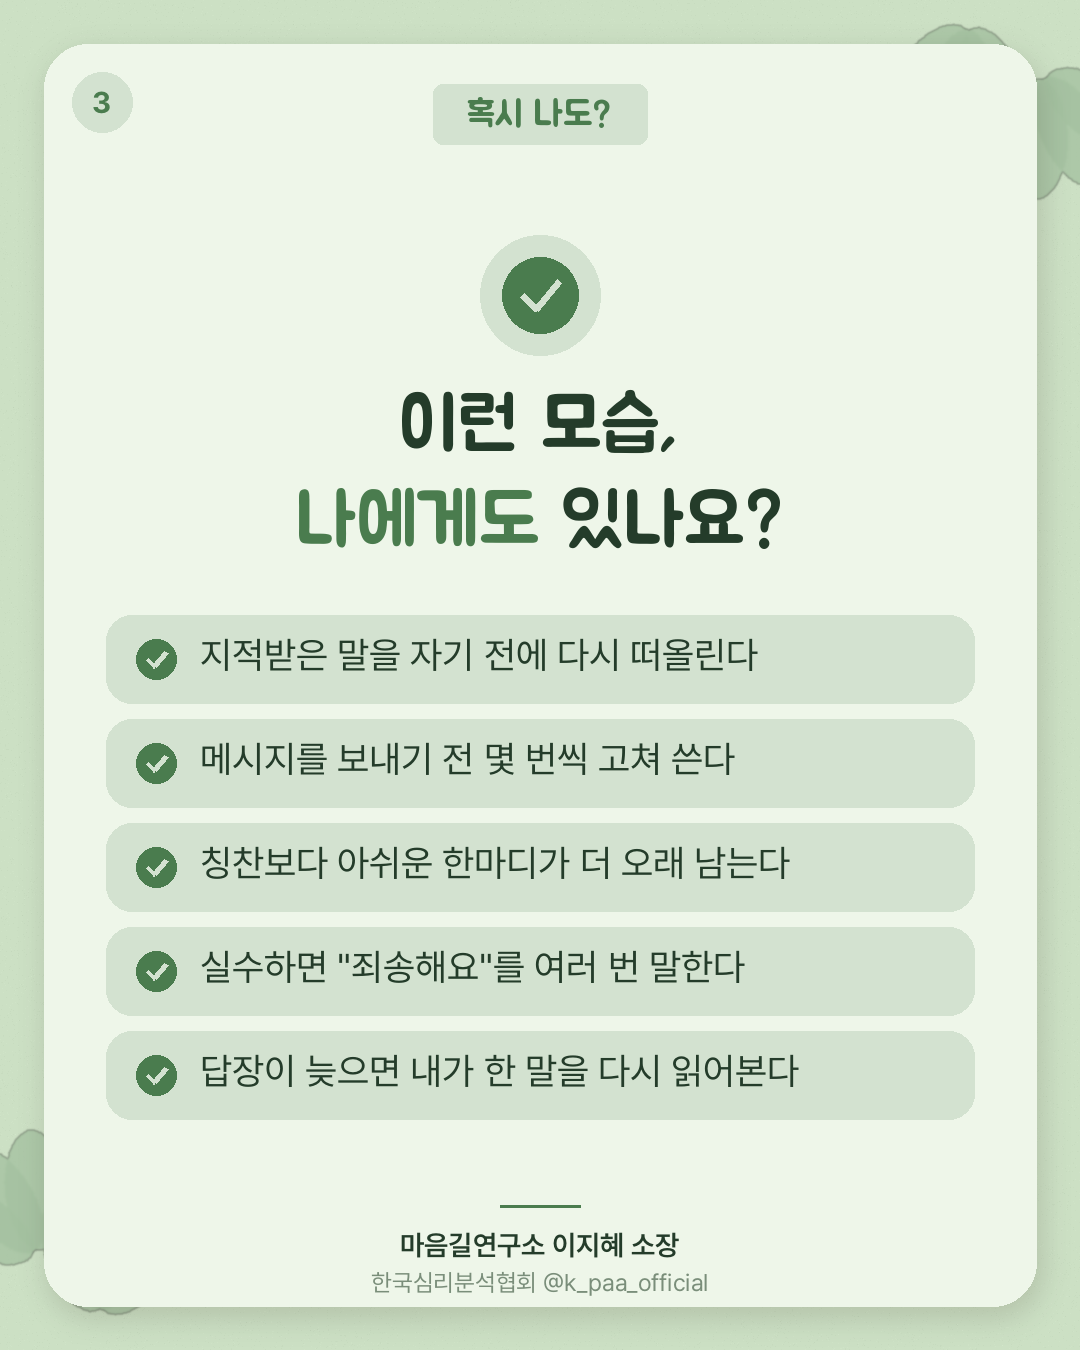 3
혹시 나도?
이런 모습,
나에게도 있나요?
지적받은 말을 자기 전에 다시 떠올린다
메시지를 보내기 전 몇 번씩 고쳐 쓴다
칭찬보다 아쉬운 한마디가 더 오래 남는다
실수하면 "죄송해요"를 여러 번 말한다
답장이 늦으면 내가 한 말을 다시 읽어본다
마음길연구소 이지혜 소장
한국심리분석협회 @k_paa_official